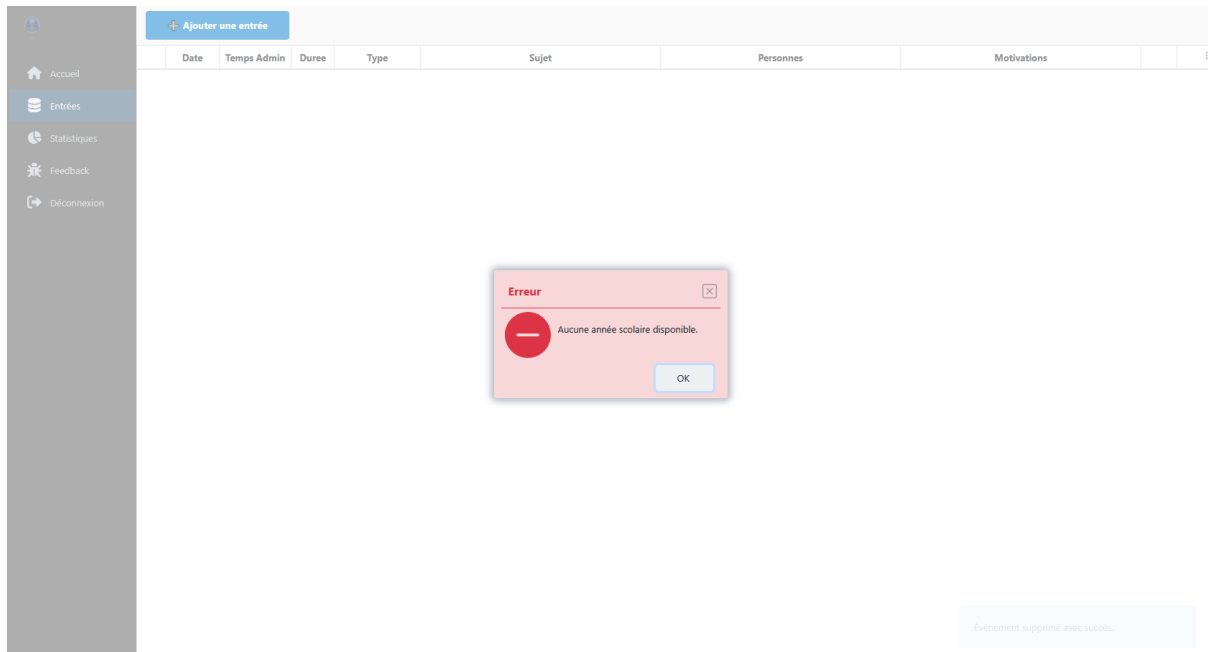 Ajouter une entrée
Date Temps Admin Duree Type Sujet Personnes Motivations
Accueil
Entrées
Statistiques
Feedback
Déconnexion
Erreur
Aucune année scolaire disponible.
OK
Évènement supprimé avec succès.